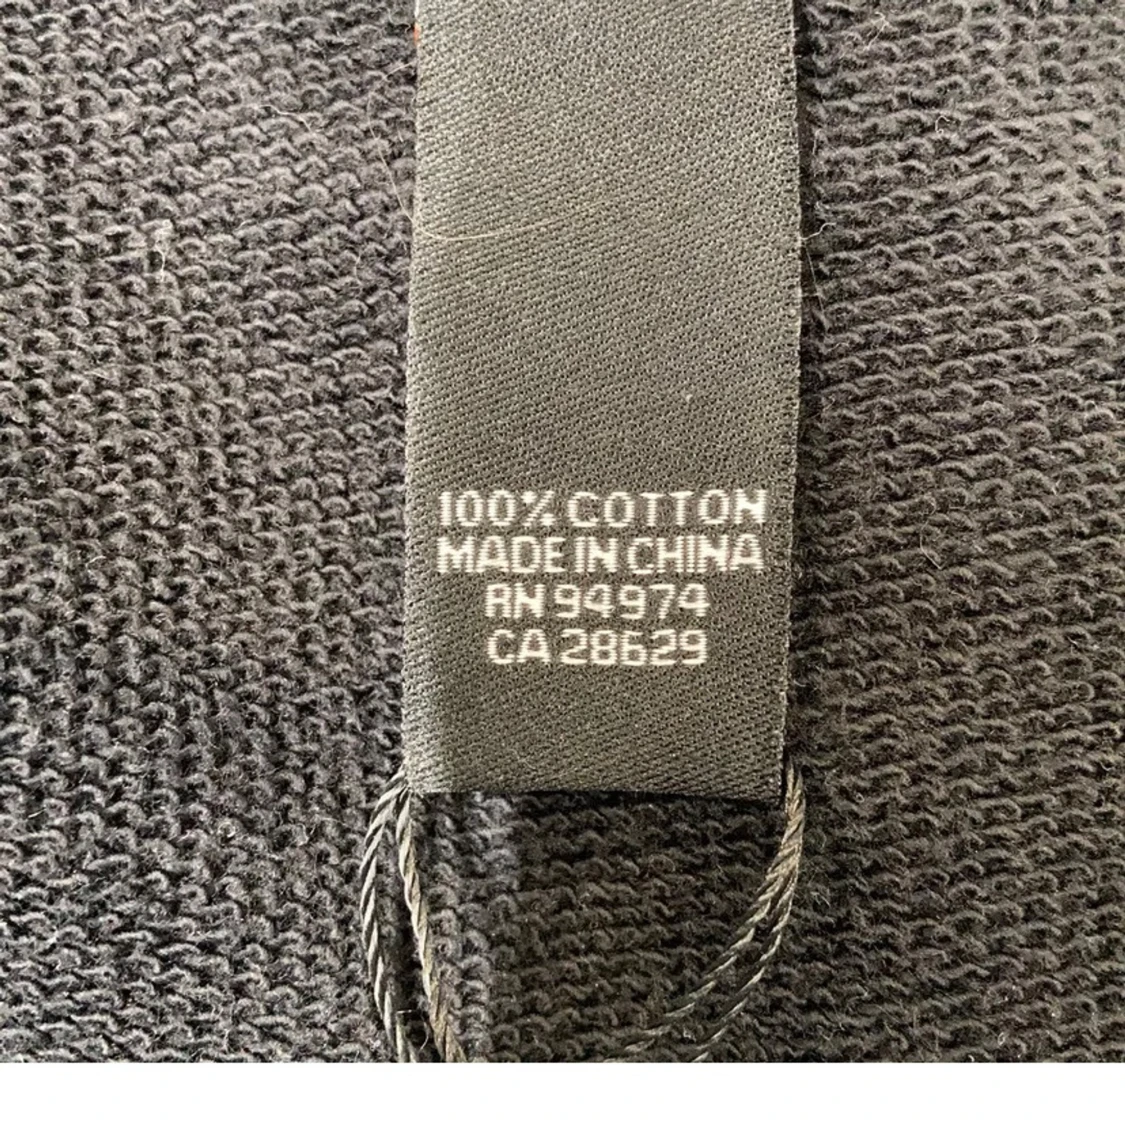 100% COTTON
MADE IN CHINA
RN 94974
CA 28629